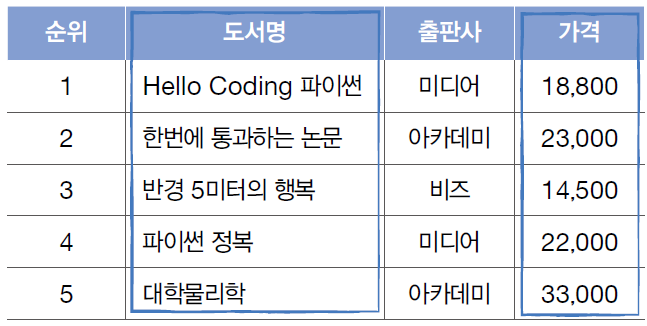 순위 도서명 출판사 가격
1 Hello Coding 파이썬 미디어 18,800
2 한번에 통과하는 논문 아카데미 23,000
3 반경 5미터의 행복 비즈 14,500
4 파이썬 정복 미디어 22,000
5 대학물리학 아카데미 33,000